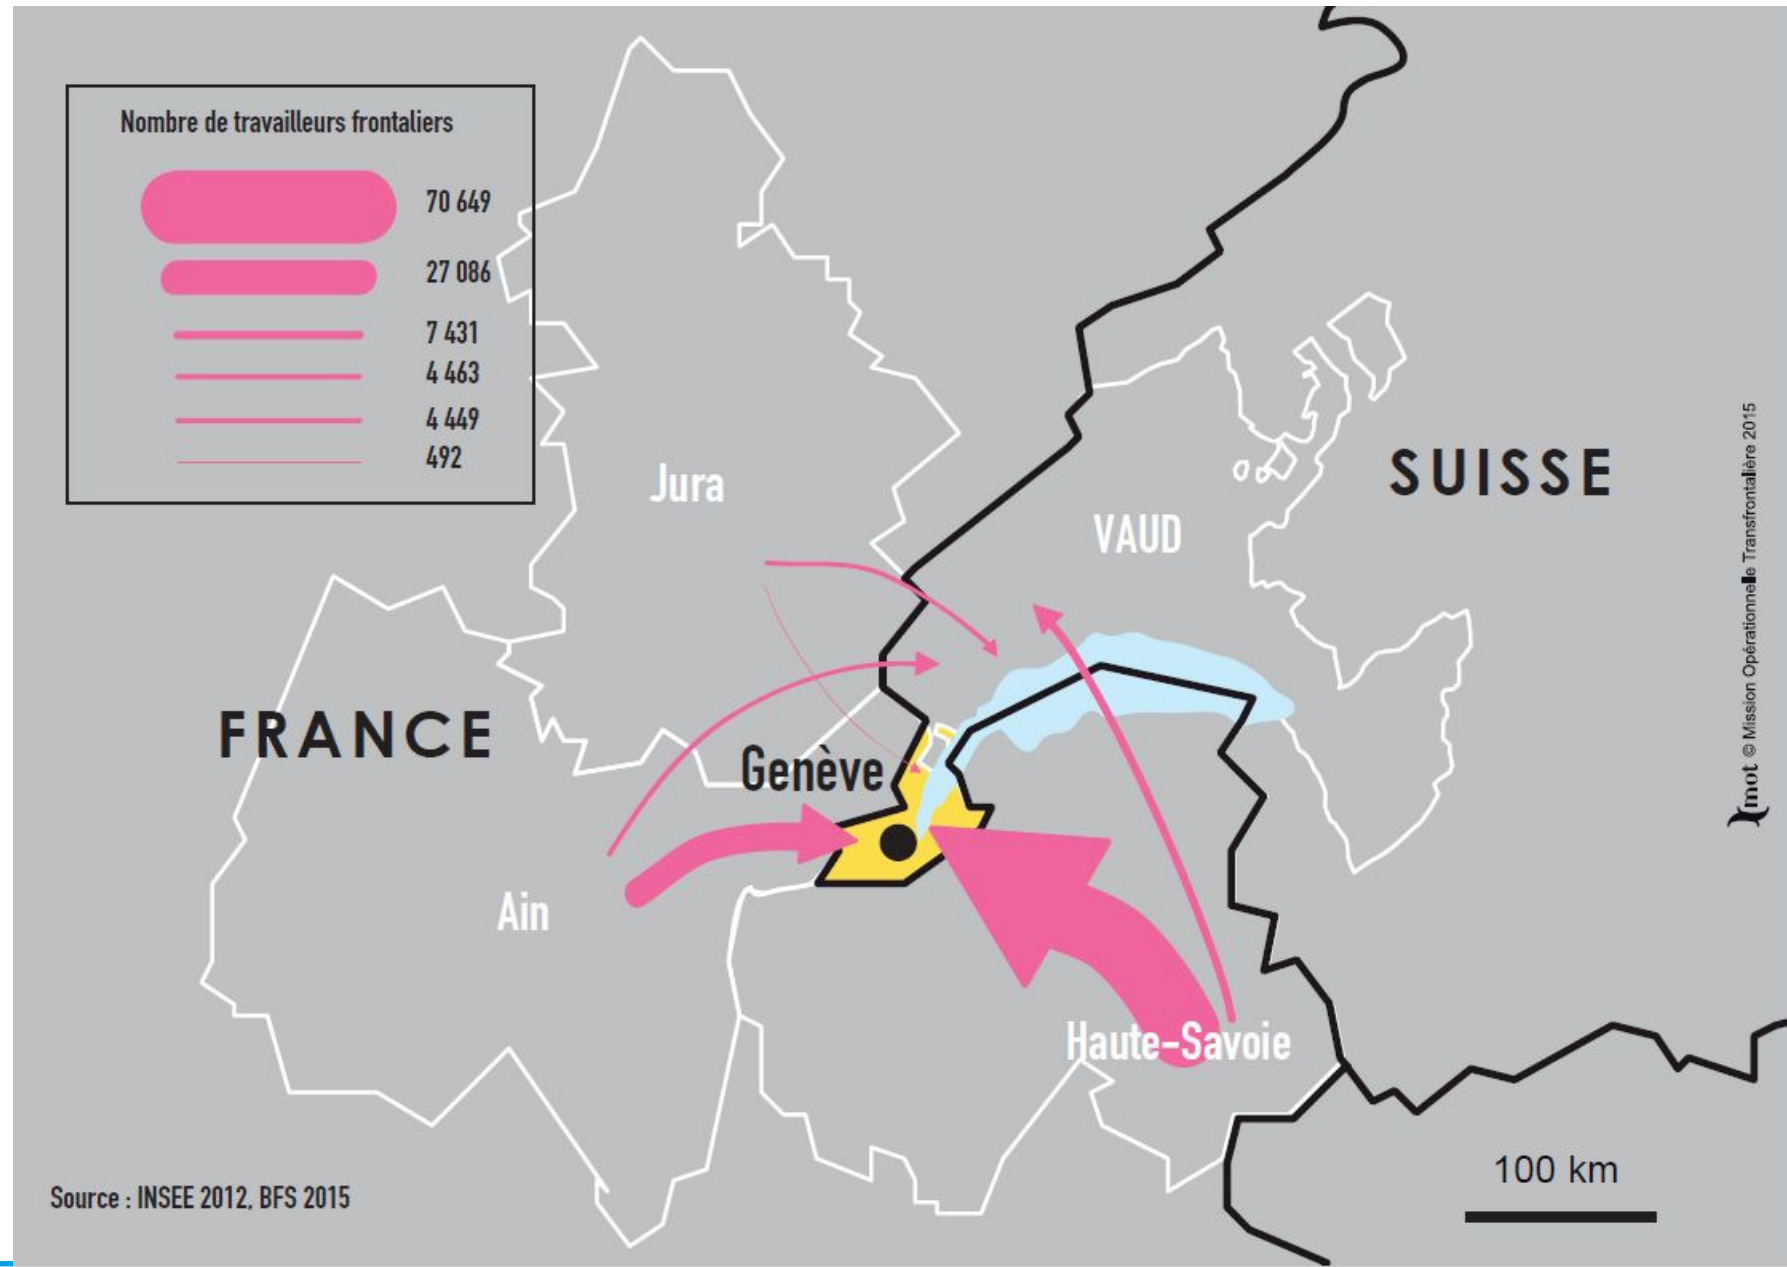 Nombre de travailleurs frontaliers
70 649
27 086
7 431
4 463
4 449
492
Jura
VAUD
SUISSE
FRANCE
Genève
Ain
Haute-Savoie
100 km
Source : INSEE 2012, BFS 2015
mot © Mission Opérationnelle Transfrontalière 2015